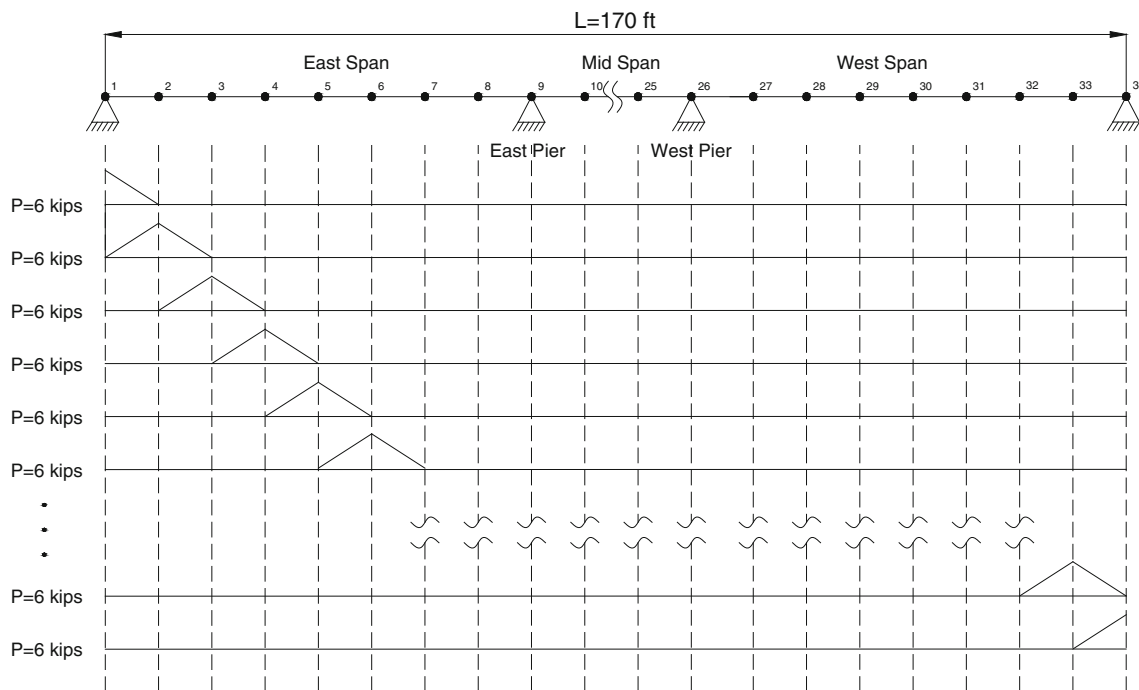 L=170 ft
East Span Mid Span West Span
1 2 3 4 5 6 7 8 9 10 25 26 27 28 29 30 31 32 33 3
East Pier West Pier
P=6 kips
P=6 kips
P=6 kips
P=6 kips
P=6 kips
P=6 kips
P=6 kips
P=6 kips